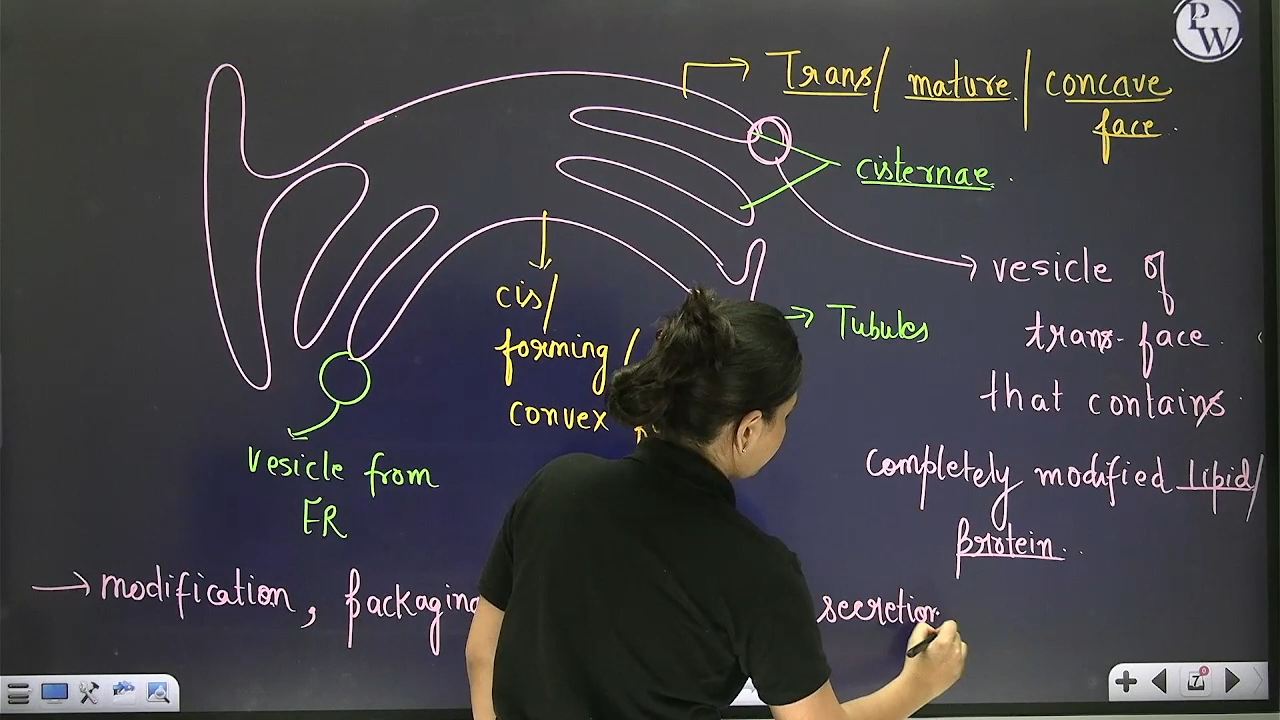 PW
Trans/ mature/ concave
face.
cisternae.
vesicle of
trans-face.
that contains
completely modified lipid/
protein..
Tubules
cis/
forming/
convex
vesicle from
ER
→ modification, packaging
secretion
7